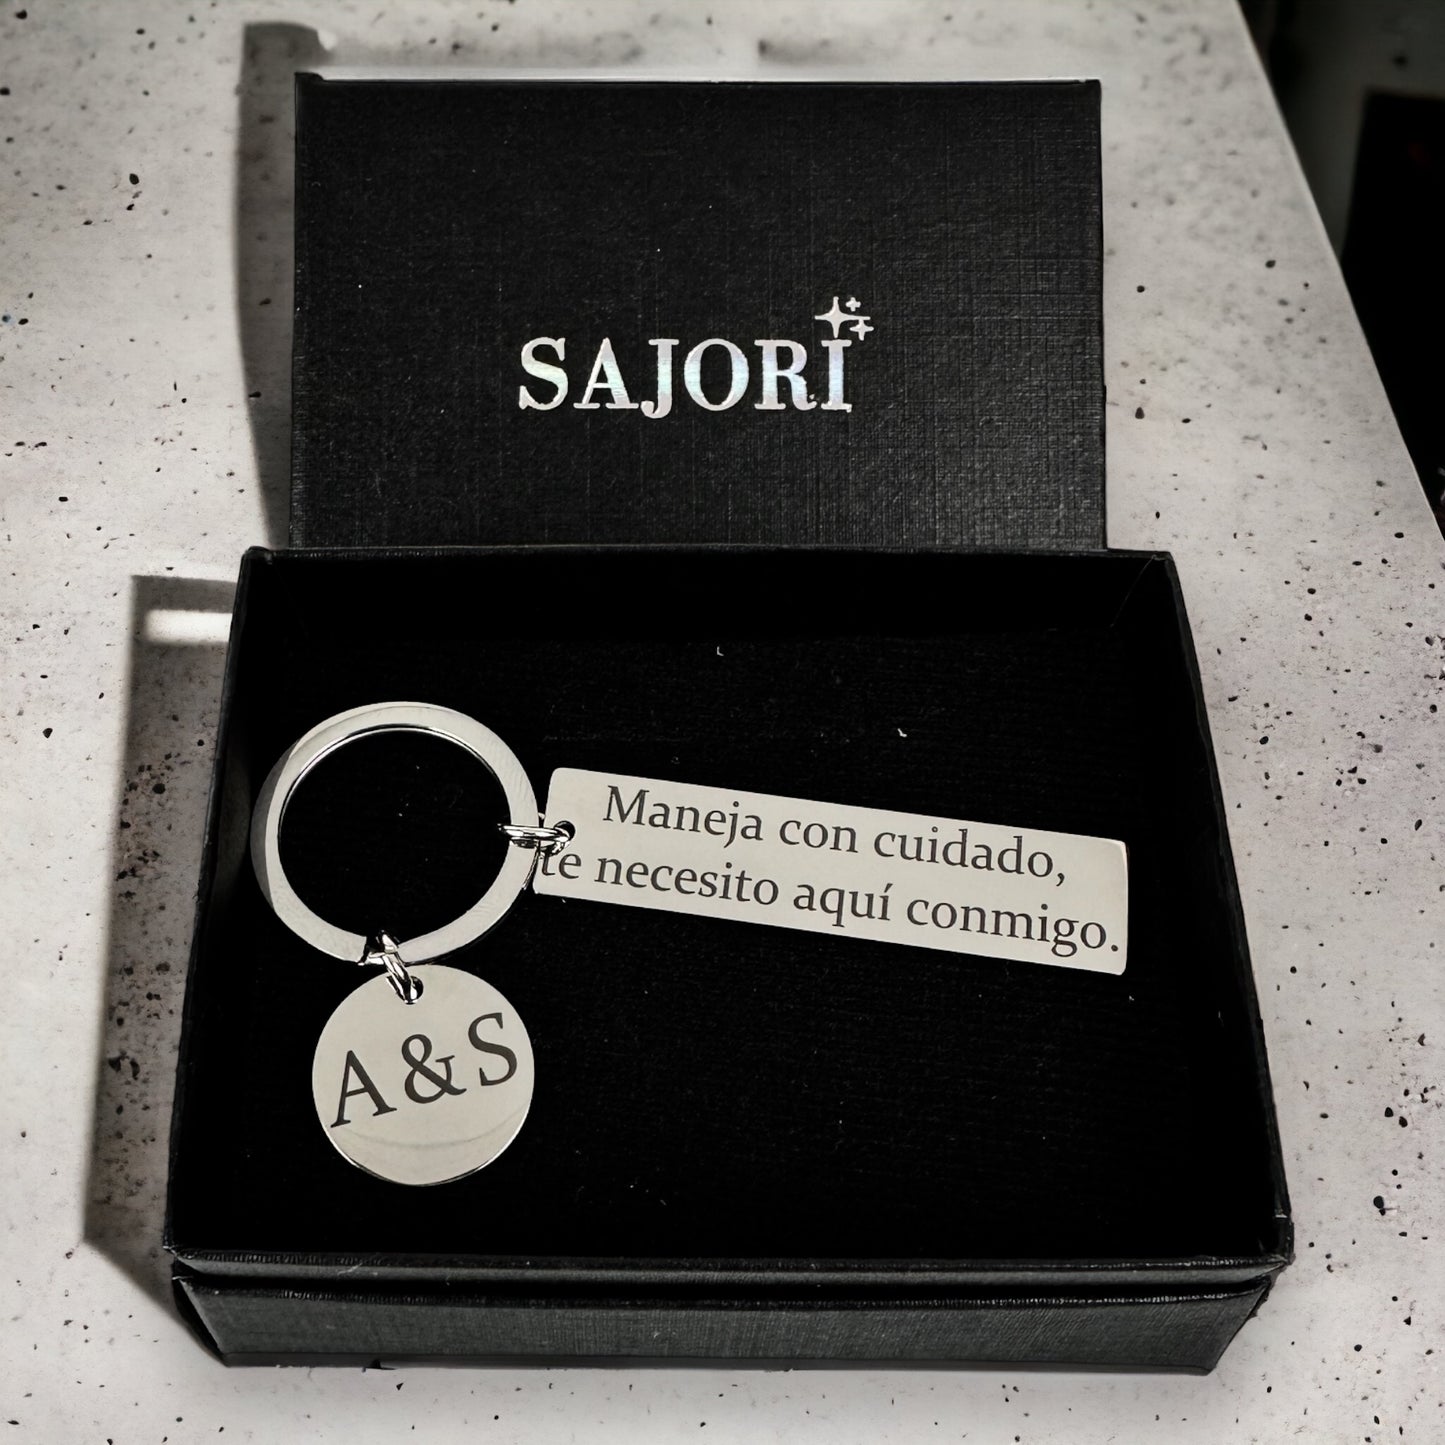 SAJORI
Maneja con cuidado,
te necesito aquí conmigo.
A&S